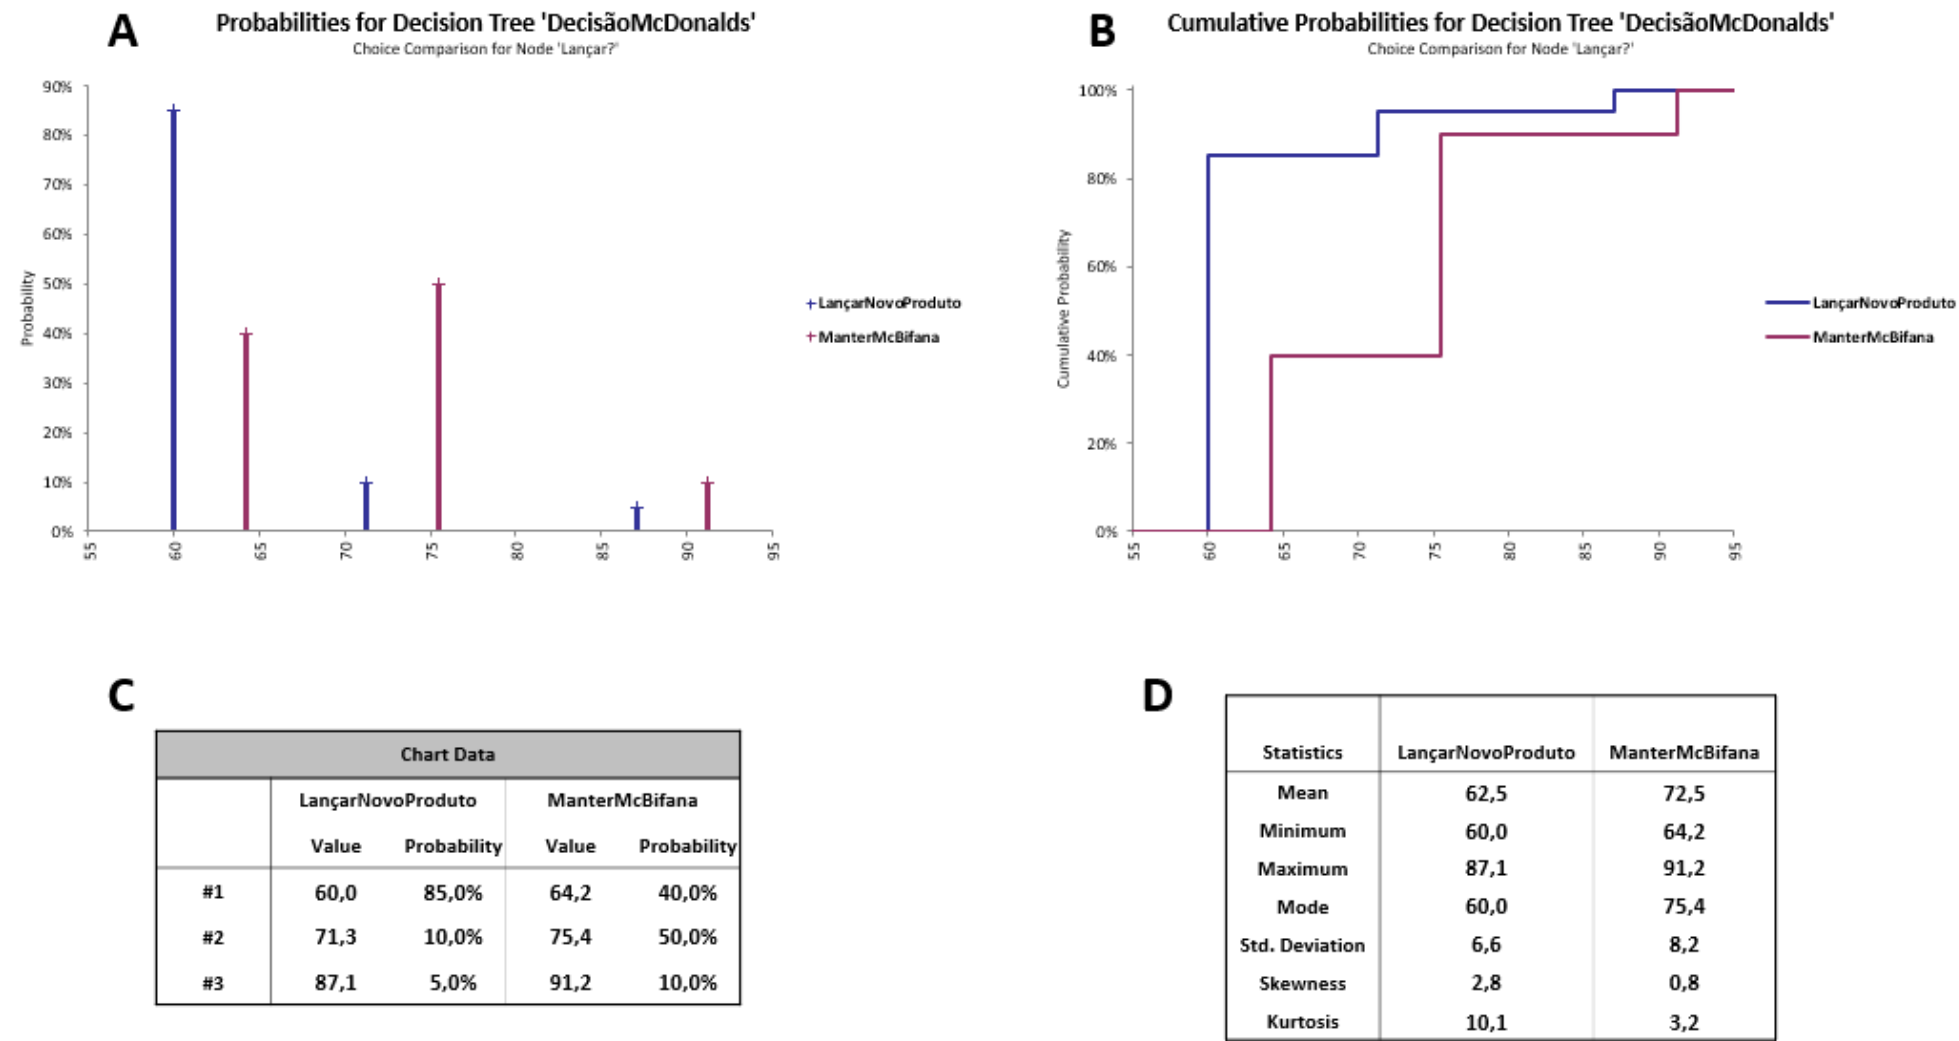 A
Probabilities for Decision Tree 'DecisãoMcDonalds'
Choice Comparison for Node 'Lançar?'
90%
80%
70%
60%
50%
40%
30%
20%
10%
0%
Probability
55
60
65
70
75
80
85
90
95
LançarNovoProduto
ManterMcBifana
B
Cumulative Probabilities for Decision Tree 'DecisãoMcDonalds'
Choice Comparison for Node 'Lançar?'
100%
80%
60%
40%
20%
0%
Cumulative Probability
55
60
65
70
75
80
85
90
95
LançarNovoProduto
ManterMcBifana
C
Chart Data
LançarNovoProduto ManterMcBifana
Value Probability Value Probability
#1 60,0 85,0% 64,2 40,0%
#2 71,3 10,0% 75,4 50,0%
#3 87,1 5,0% 91,2 10,0%
D
Statistics LançarNovoProduto ManterMcBifana
Mean 62,5 72,5
Minimum 60,0 64,2
Maximum 87,1 91,2
Mode 60,0 75,4
Std. Deviation 6,6 8,2
Skewness 2,8 0,8
Kurtosis 10,1 3,2